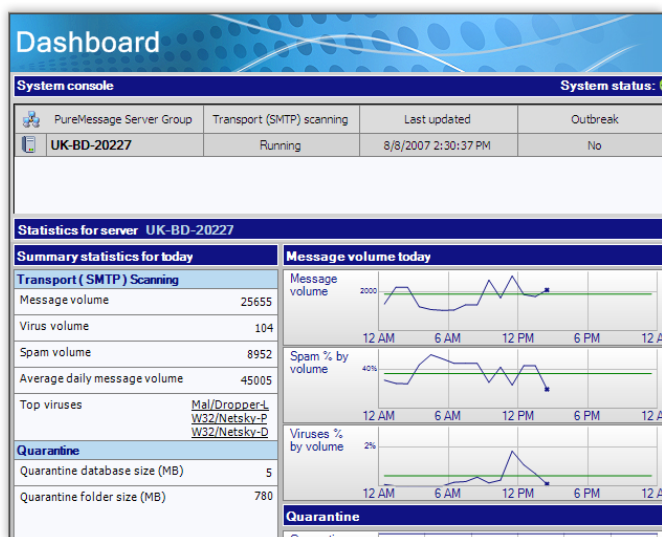 Dashboard
System console System status:
PureMessage Server Group Transport (SMTP) scanning Last updated Outbreak
UK-BD-20227 Running 8/8/2007 2:30:37 PM No
Statistics for server UK-BD-20227
Summary statistics for today
Transport ( SMTP ) Scanning
Message volume 25655
Virus volume 104
Spam volume 8952
Average daily message volume 45005
Top viruses Mal/Dropper-L
W32/Netsky-P
W32/Netsky-D
Quarantine
Quarantine database size (MB) 5
Quarantine folder size (MB) 780
Message volume today
Message
volume
2000
12 AM 6 AM 12 PM 6 PM 12 A
Spam % by
volume
40%
12 AM 6 AM 12 PM 6 PM 12 A
Viruses %
by volume
2%
12 AM 6 AM 12 PM 6 PM 12 A
Quarantine